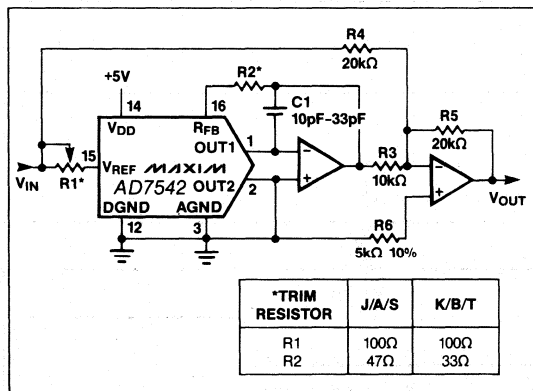 R4
20kΩ
+5V
R2*
14
16
C1
10pF-33pF
R5
20kΩ
VDD
RFB
OUT1
1
15
VREF
MAXIM
AD7542
OUT2
2
R3
10kΩ
VIN
R1*
VOUT
DGND
AGND
12
3
R6
5kΩ 10%
*TRIM RESISTOR J/A/S K/B/T
R1 100Ω 100Ω
R2 47Ω 33Ω